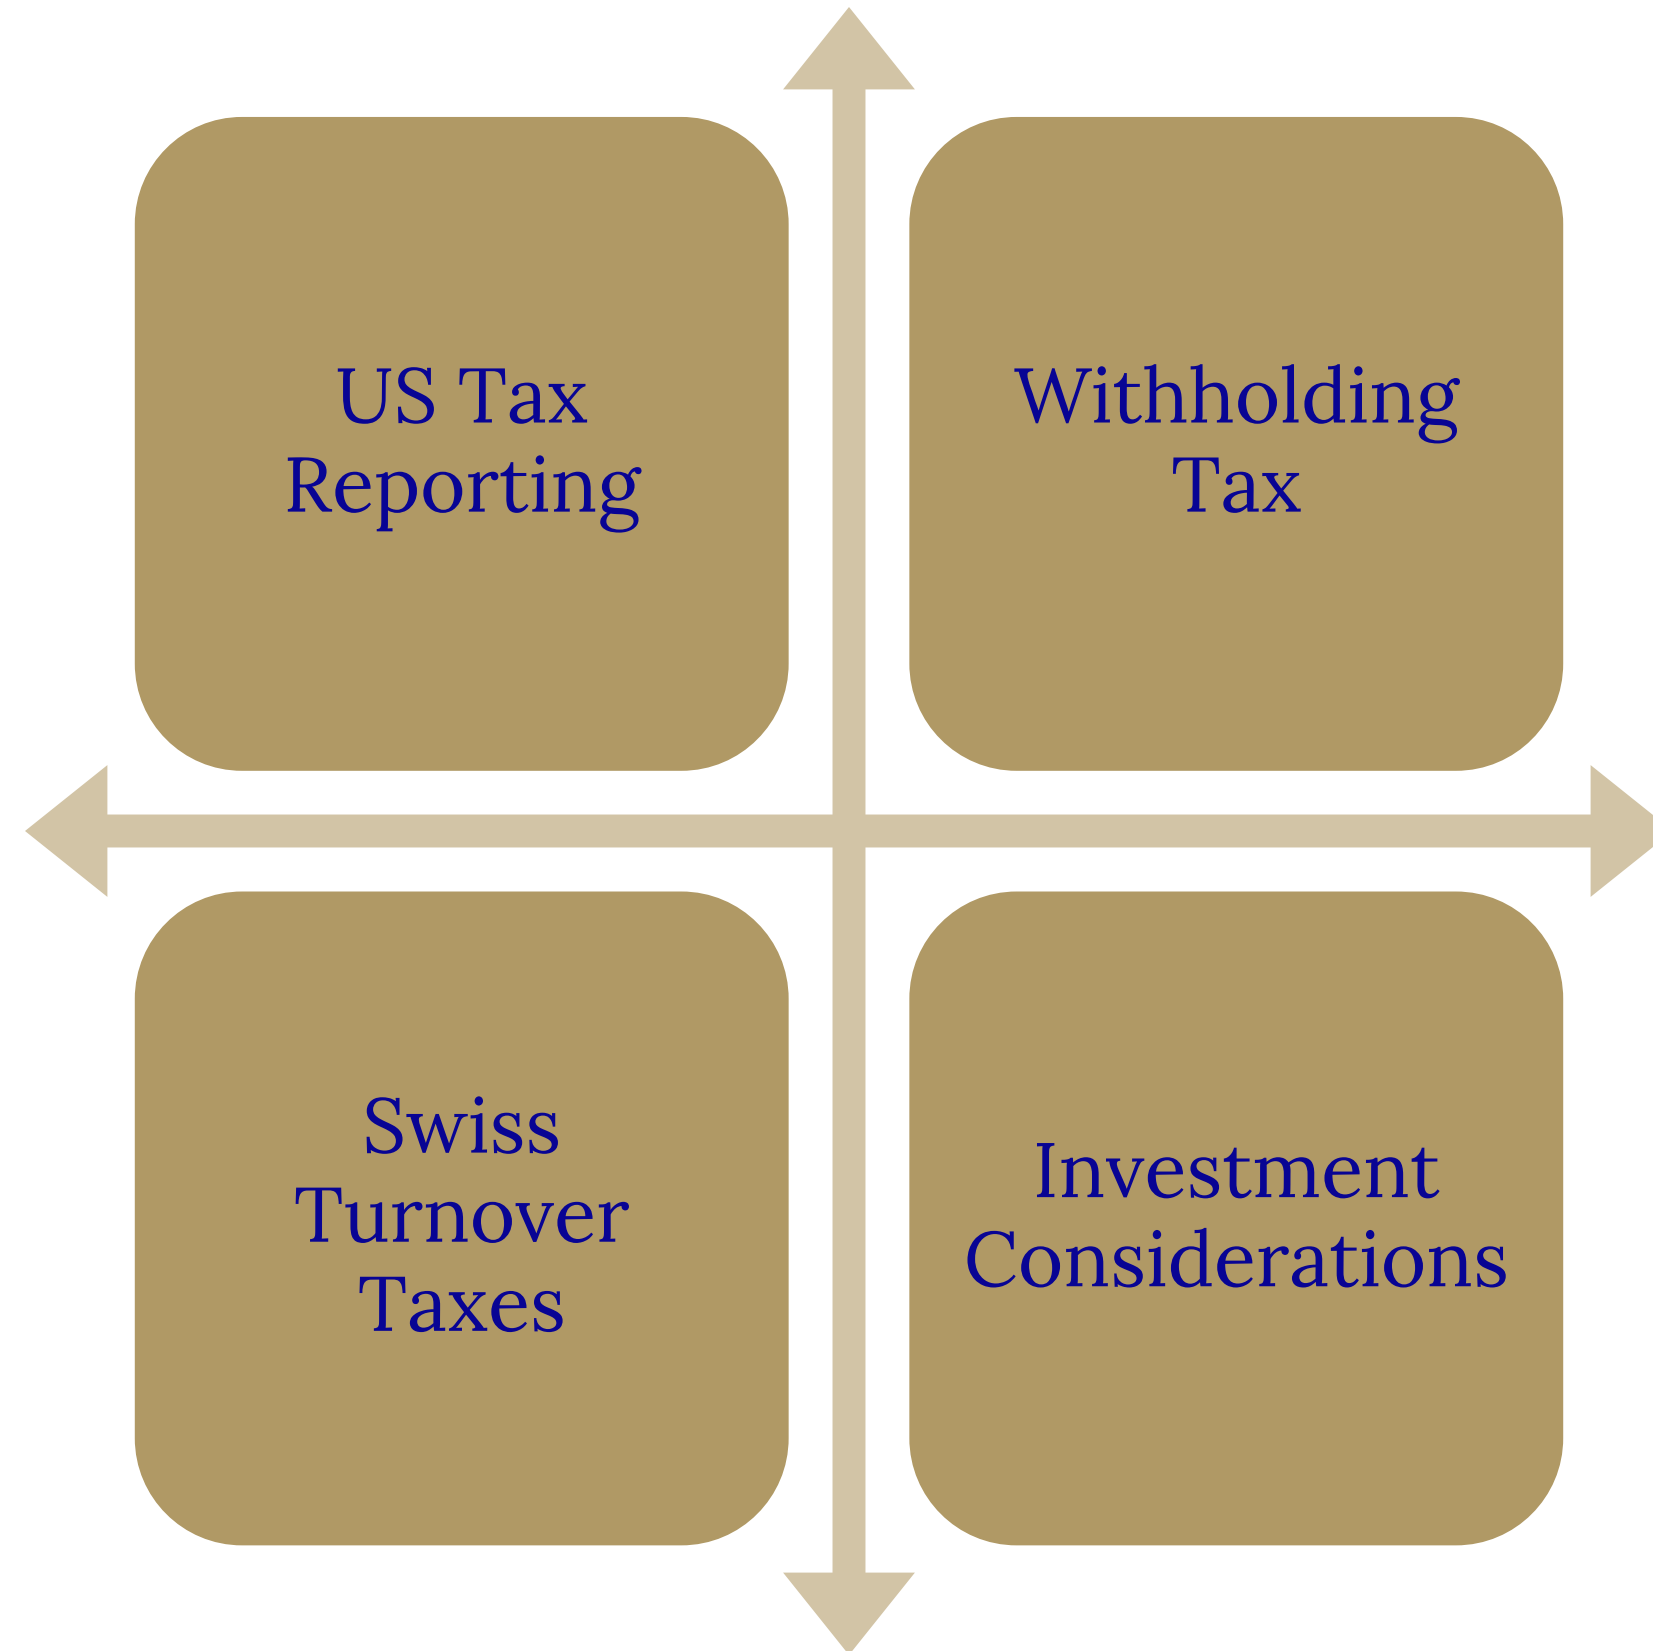 US Tax
Reporting
Withholding
Tax
Swiss
Turnover
Taxes
Investment
Considerations